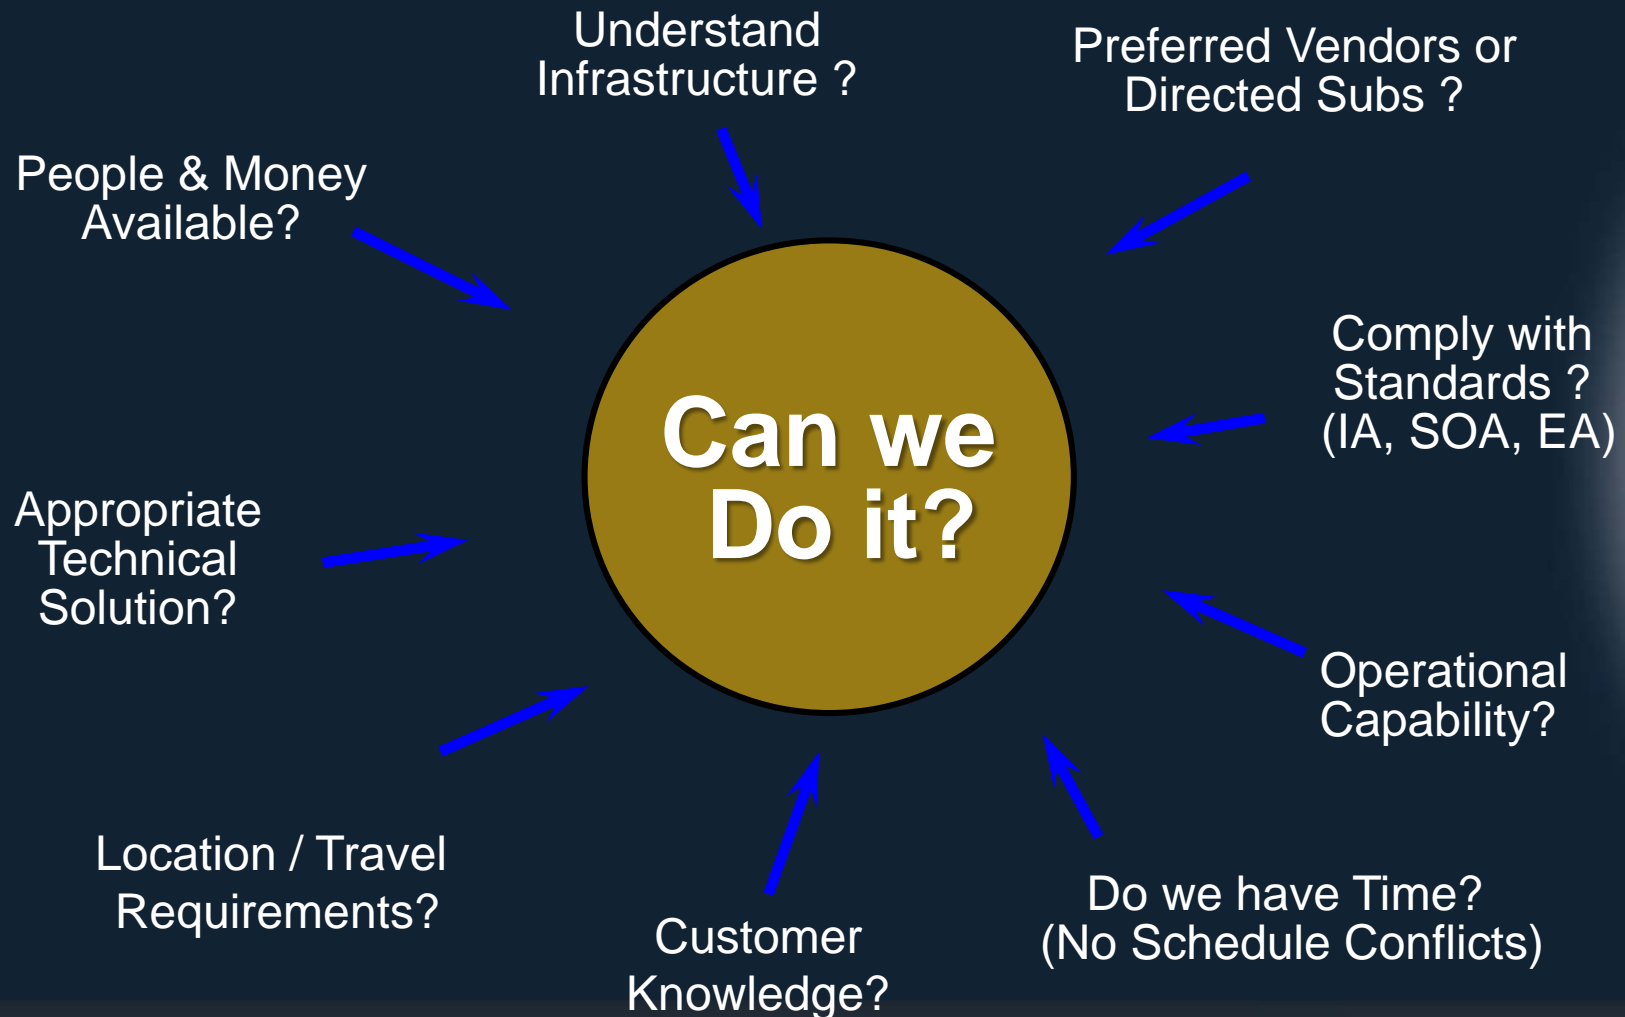 Understand
Infrastructure ?
Preferred Vendors or
Directed Subs ?
People & Money
Available?
Comply with
Standards ?
(IA, SOA, EA)
Can we
Do it?
Appropriate
Technical
Solution?
Operational
Capability?
Location / Travel
Requirements?
Do we have Time?
(No Schedule Conflicts)
Customer
Knowledge?